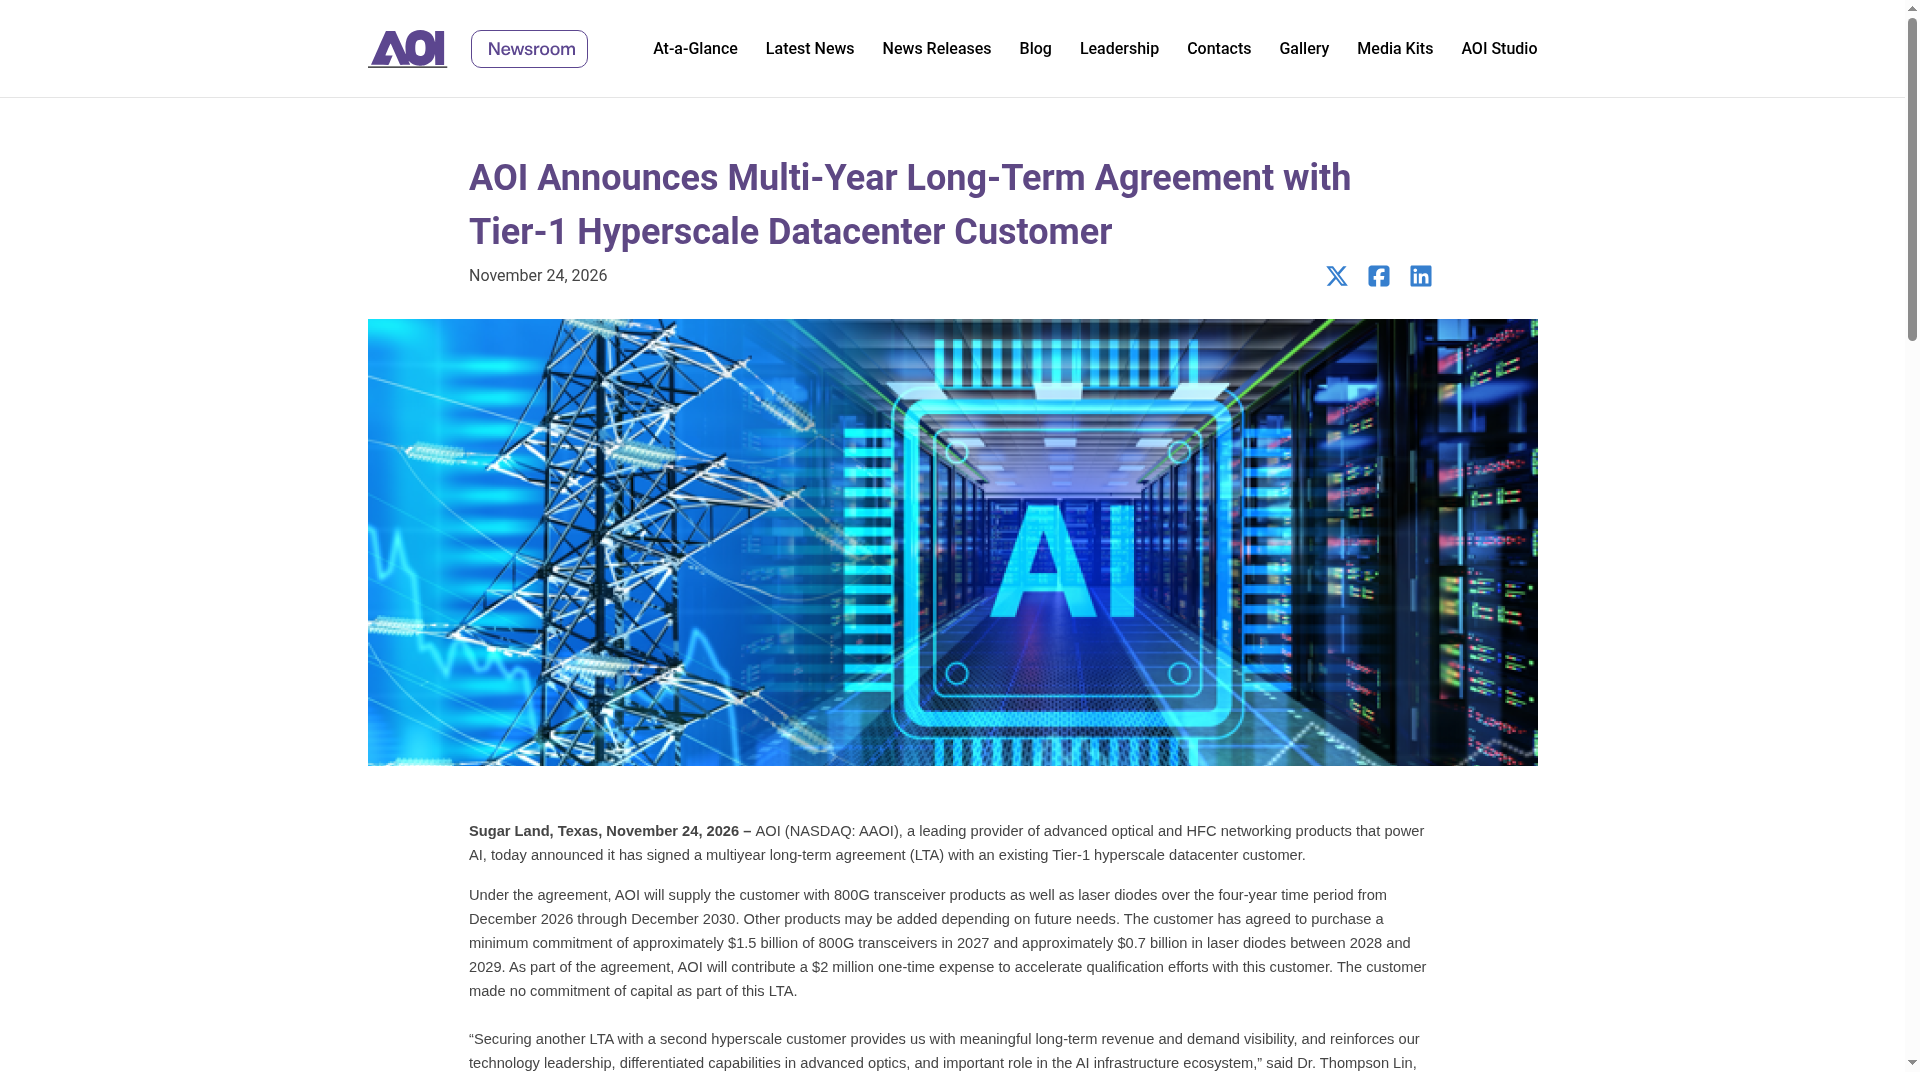 AOI
Newsroom
At-a-Glance
Latest News
News Releases
Blog
Leadership
Contacts
Gallery
Media Kits
AOI Studio
AOI Announces Multi-Year Long-Term Agreement with
Tier-1 Hyperscale Datacenter Customer
November 24, 2026
AI
Sugar Land, Texas, November 24, 2026 – AOI (NASDAQ: AAOI), a leading provider of advanced optical and HFC networking products that power
AI, today announced it has signed a multiyear long-term agreement (LTA) with an existing Tier-1 hyperscale datacenter customer.
Under the agreement, AOI will supply the customer with 800G transceiver products as well as laser diodes over the four-year time period from
December 2026 through December 2030. Other products may be added depending on future needs. The customer has agreed to purchase a
minimum commitment of approximately $1.5 billion of 800G transceivers in 2027 and approximately $0.7 billion in laser diodes between 2028 and
2029. As part of the agreement, AOI will contribute a $2 million one-time expense to accelerate qualification efforts with this customer. The customer
made no commitment of capital as part of this LTA.
“Securing another LTA with a second hyperscale customer provides us with meaningful long-term revenue and demand visibility, and reinforces our
technology leadership, differentiated capabilities in advanced optics, and important role in the AI infrastructure ecosystem,” said Dr. Thompson Lin,